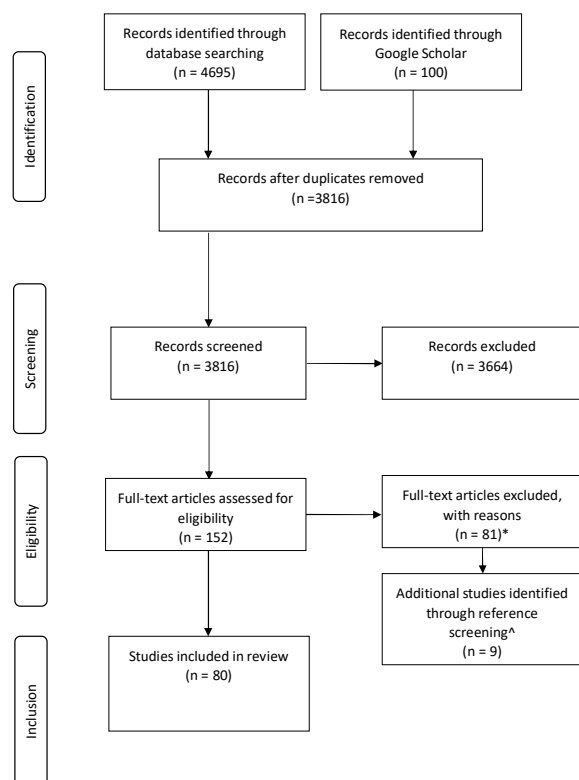 Identification
Records identified through
database searching
(n = 4695)
Records identified through
Google Scholar
(n = 100)
Records after duplicates removed
(n =3816)
Screening
Records screened
(n = 3816)
Records excluded
(n = 3664)
Eligibility
Full-text articles assessed for
eligibility
(n = 152)
Full-text articles excluded,
with reasons
(n = 81)*
Additional studies identified
through reference
screening^
(n = 9)
Inclusion
Studies included in review
(n = 80)